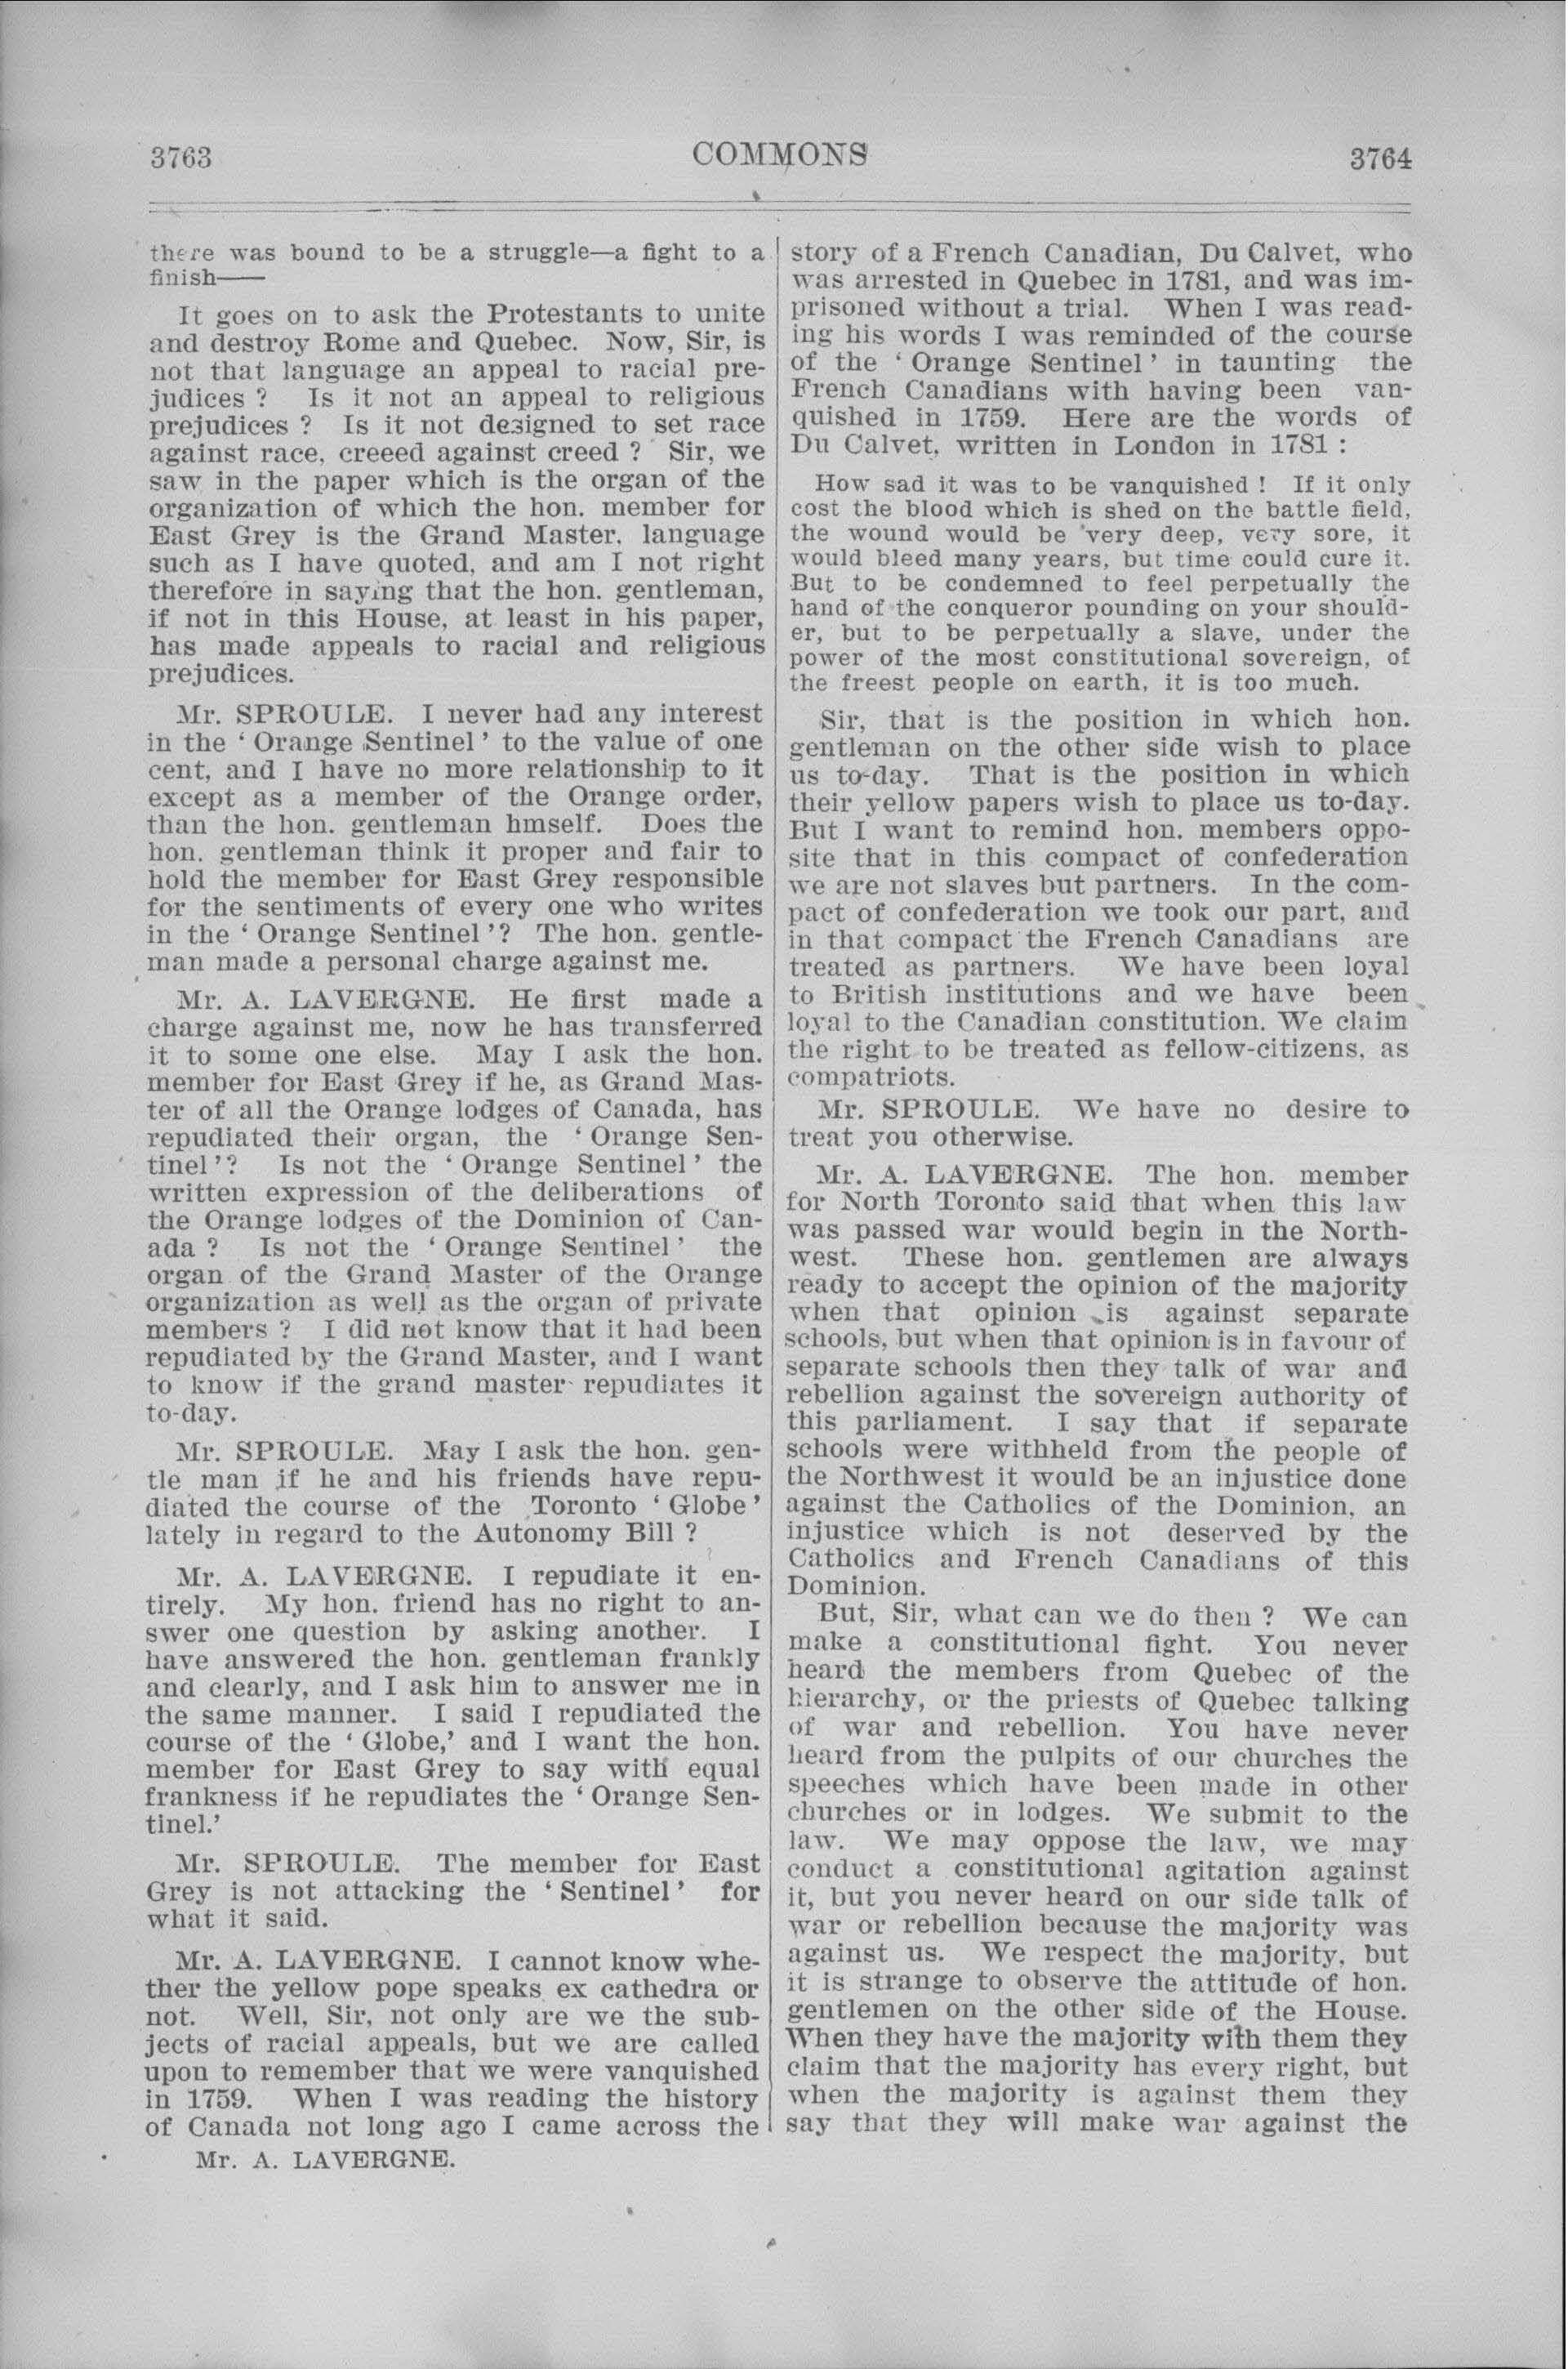 3763
COMMONS
3764
there was bound to be a struggle—a fight to a
finish——
It goes on to ask the Protestants to unite
and destroy Rome and Quebec. Now, Sir, is
not that language an appeal to racial pre-
judices ? Is it not an appeal to religious
prejudices ? Is it not designed to set race
against race, creeed against creed ? Sir, we
saw in the paper which is the organ of the
organization of which the hon. member for
East Grey is the Grand Master, language
such as I have quoted, and am I not right
therefore in saying that the hon. gentleman,
if not in this House, at least in his paper,
has made appeals to racial and religious
prejudices.
Mr. SPROULE. I never had any interest
in the ‘ Orange Sentinel ’ to the value of one
cent, and I have no more relationship to it
except as a member of the Orange order,
than the hon. gentleman hmself. Does the
hon. gentleman think it proper and fair to
hold the member for East Grey responsible
for the sentiments of every one who writes
in the ‘ Orange Sentinel ’? The hon. gentle-
man made a personal charge against me.
Mr. A. LAVERGNE. He first made a
charge against me, now he has transferred
it to some one else. May I ask the hon.
member for East Grey if he, as Grand Mas-
ter of all the Orange lodges of Canada, has
repudiated their organ, the ‘ Orange Sen-
tinel ’? Is not the ‘ Orange Sentinel ’ the
written expression of the deliberations of
the Orange lodges of the Dominion of Can-
ada ? Is not the ‘ Orange Sentinel ’ the
organ of the Grand Master of the Orange
organization as well as the organ of private
members ? I did not know that it had been
repudiated by the Grand Master, and I want
to know if the grand master repudiates it
to-day.
Mr. SPROULE. May I ask the hon. gen-
tle man if he and his friends have repu-
diated the course of the Toronto ‘ Globe ’
lately in regard to the Autonomy Bill ?
Mr. A. LAVERGNE. I repudiate it en-
tirely. My hon. friend has no right to an-
swer one question by asking another. I
have answered the hon. gentleman frankly
and clearly, and I ask him to answer me in
the same manner. I said I repudiated the
course of the ‘ Globe,’ and I want the hon.
member for East Grey to say with equal
frankness if he repudiates the ‘ Orange Sen-
tinel.’
Mr. SPROULE. The member for East
Grey is not attacking the ‘ Sentinel ’ for
what it said.
Mr. A. LAVERGNE. I cannot know whe-
ther the yellow pope speaks ex cathedra or
not. Well, Sir, not only are we the sub-
jects of racial appeals, but we are called
upon to remember that we were vanquished
in 1759. When I was reading the history
of Canada not long ago I came across the
Mr. A. LAVERGNE.
story of a French Canadian, Du Calvet, who
was arrested in Quebec in 1781, and was im-
prisoned without a trial. When I was read-
ing his words I was reminded of the course
of the ‘ Orange Sentinel ’ in taunting the
French Canadians with having been van-
quished in 1759. Here are the words of
Du Calvet, written in London in 1781 :
How sad it was to be vanquished ! If it only
cost the blood which is shed on the battle field,
the wound would be very deep, very sore, it
would bleed many years, but time could cure it.
But to be condemned to feel perpetually the
hand of the conqueror pounding on your should-
er, but to be perpetually a slave, under the
power of the most constitutional sovereign, of
the freest people on earth, it is too much.
Sir, that is the position in which hon.
gentleman on the other side wish to place
us to-day. That is the position in which
their yellow papers wish to place us to-day.
But I want to remind hon. members oppo-
site that in this compact of confederation
we are not slaves but partners. In the com-
pact of confederation we took our part, and
in that compact the French Canadians are
treated as partners. We have been loyal
to British institutions and we have been
loyal to the Canadian constitution. We claim
the right to be treated as fellow-citizens, as
compatriots.
Mr. SPROULE. We have no desire to
treat you otherwise.
Mr. A. LAVERGNE. The hon. member
for North Toronto said that when this law
was passed war would begin in the North-
west. These hon. gentlemen are always
ready to accept the opinion of the majority
when that opinion is against separate
schools, but when that opinion is in favour of
separate schools then they talk of war and
rebellion against the sovereign authority of
this parliament. I say that if separate
schools were withheld from the people of
the Northwest it would be an injustice done
against the Catholics of the Dominion, an
injustice which is not deserved by the
Catholics and French Canadians of this
Dominion.
But, Sir, what can we do then ? We can
make a constitutional fight. You never
heard the members from Quebec of the
hierarchy, or the priests of Quebec talking
of war and rebellion. You have never
heard from the pulpits of our churches the
speeches which have been made in other
churches or in lodges. We submit to the
law. We may oppose the law, we may
conduct a constitutional agitation against
it, but you never heard on our side talk of
war or rebellion because the majority was
against us. We respect the majority, but
it is strange to observe the attitude of hon.
gentlemen on the other side of the House.
When they have the majority with them they
claim that the majority has every right, but
when the majority is against them they
say that they will make war against the